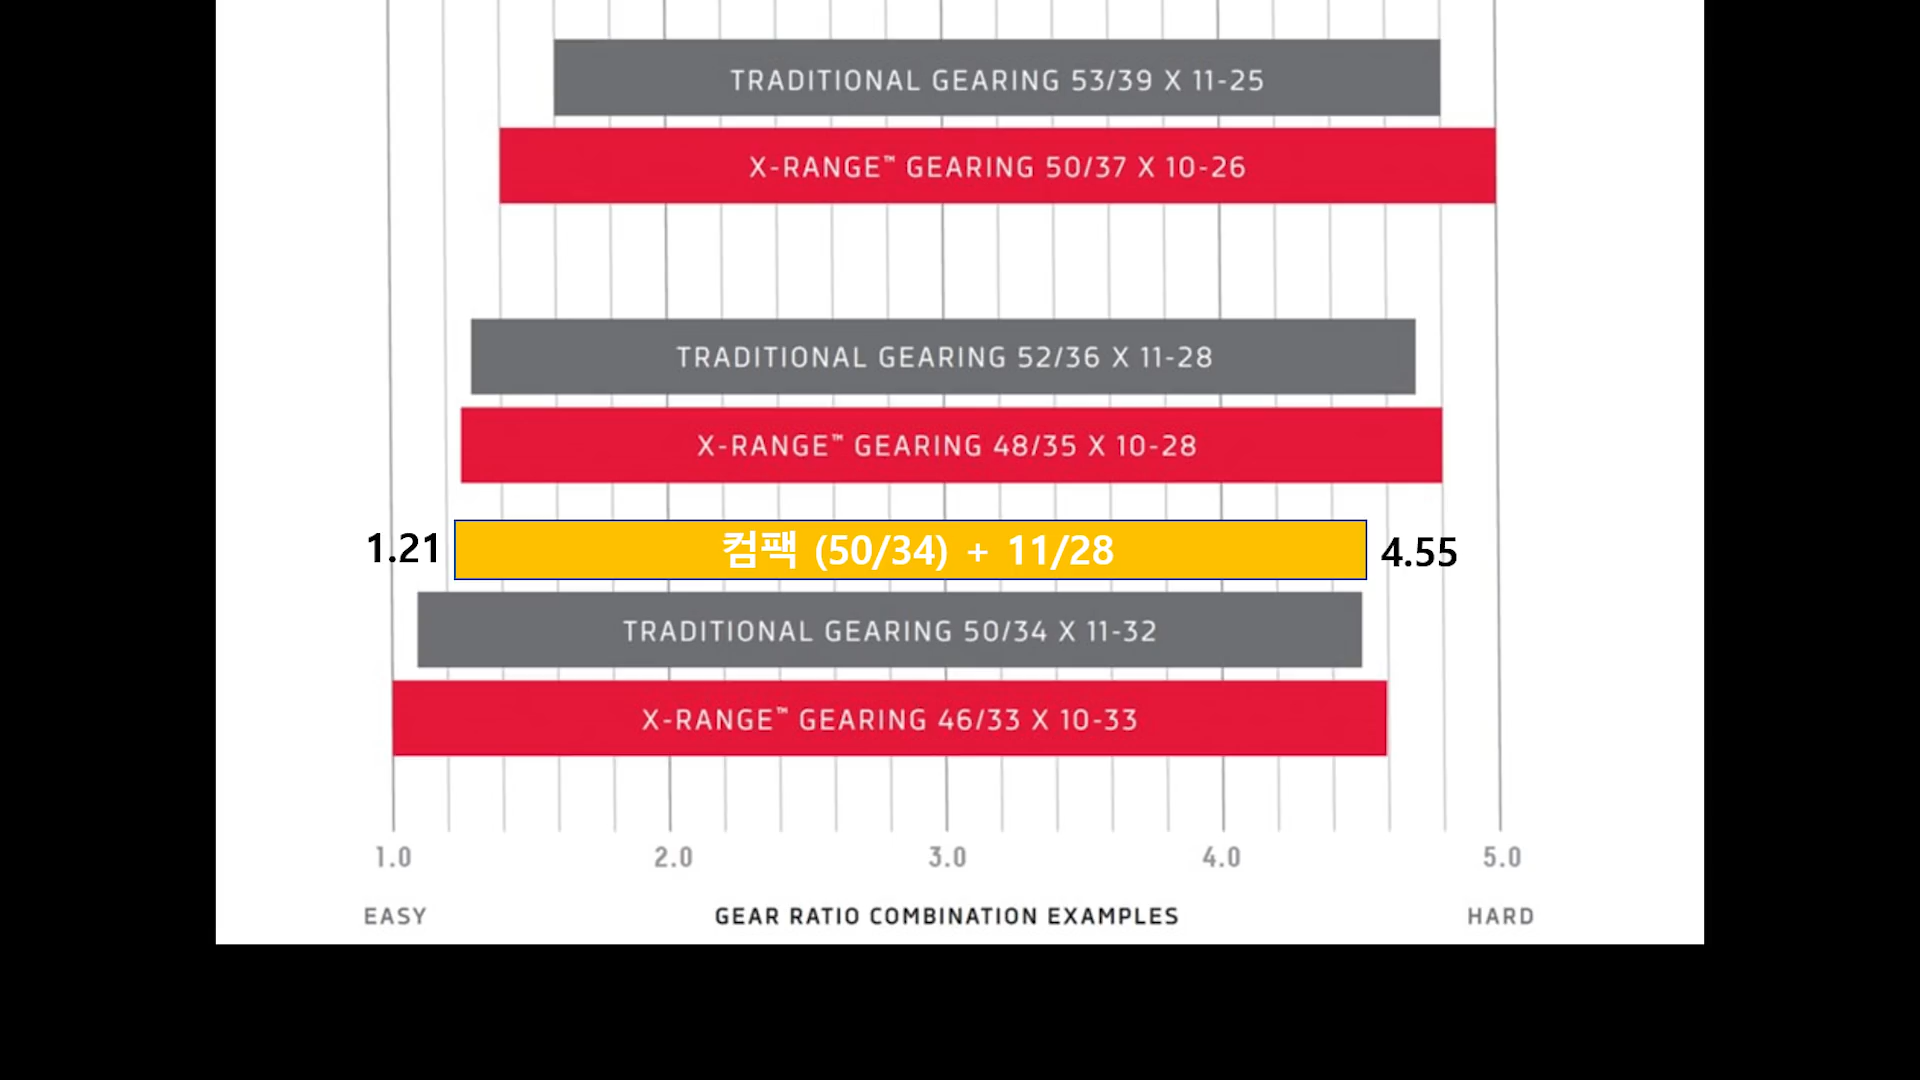 TRADITIONAL GEARING 53/39 X 11-25
X-RANGE™ GEARING 50/37 X 10-26
TRADITIONAL GEARING 52/36 X 11-28
X-RANGE™ GEARING 48/35 X 10-28
1.21 컴팩 (50/34) + 11/28 4.55
TRADITIONAL GEARING 50/34 X 11-32
X-RANGE™ GEARING 46/33 X 10-33
1.0 2.0 3.0 4.0 5.0
EASY GEAR RATIO COMBINATION EXAMPLES HARD